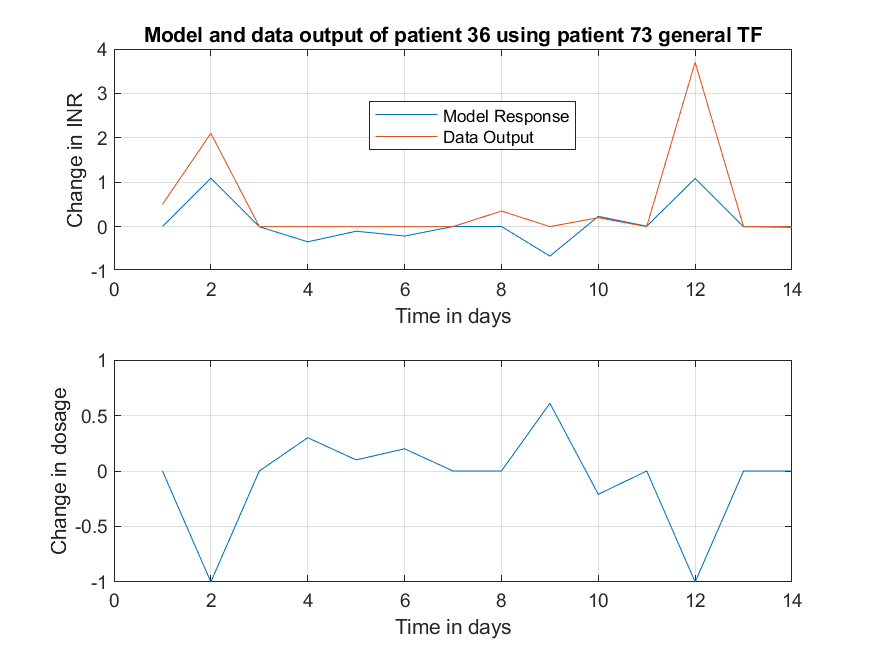 Model and data output of patient 36 using patient 73 general TF
4
3
2
1
0
-1
Change in INR
Model Response
Data Output
0 2 4 6 8 10 12 14
Time in days
1
0.5
0
-0.5
-1
Change in dosage
0 2 4 6 8 10 12 14
Time in days